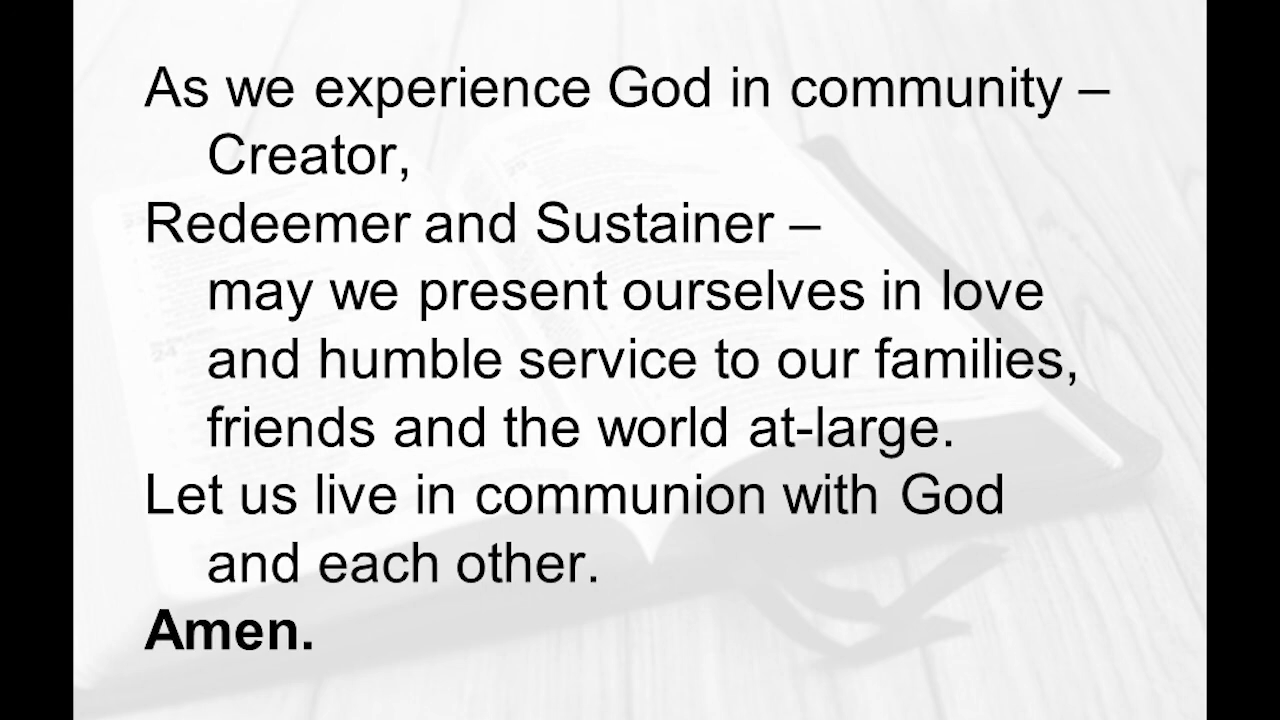 As we experience God in community –
Creator,
Redeemer and Sustainer –
may we present ourselves in love
and humble service to our families,
friends and the world at-large.
Let us live in communion with God
and each other.
Amen.